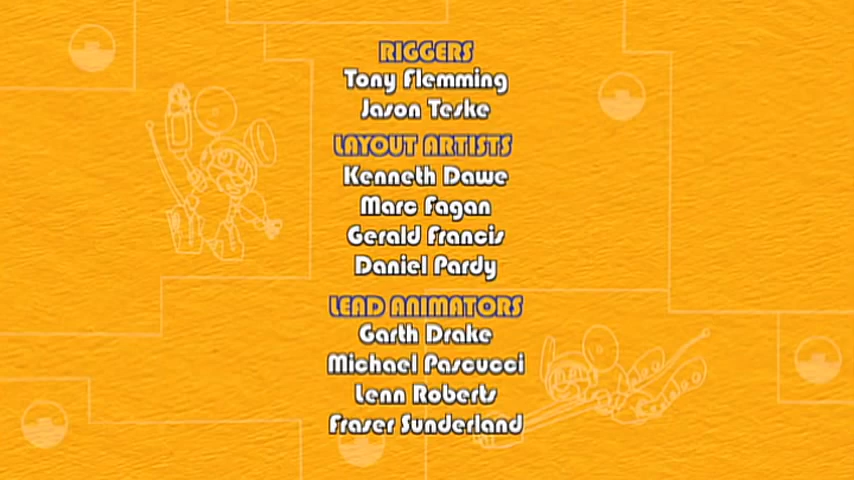 RIGGERS
Tony Flemming
Jason Teske
LAYOUT ARTISTS
Kenneth Dawe
Marc Fagan
Gerald Francis
Daniel Pardy
LEAD ANIMATORS
Garth Drake
Michael Pascucci
Lenn Roberts
Fraser Sunderland